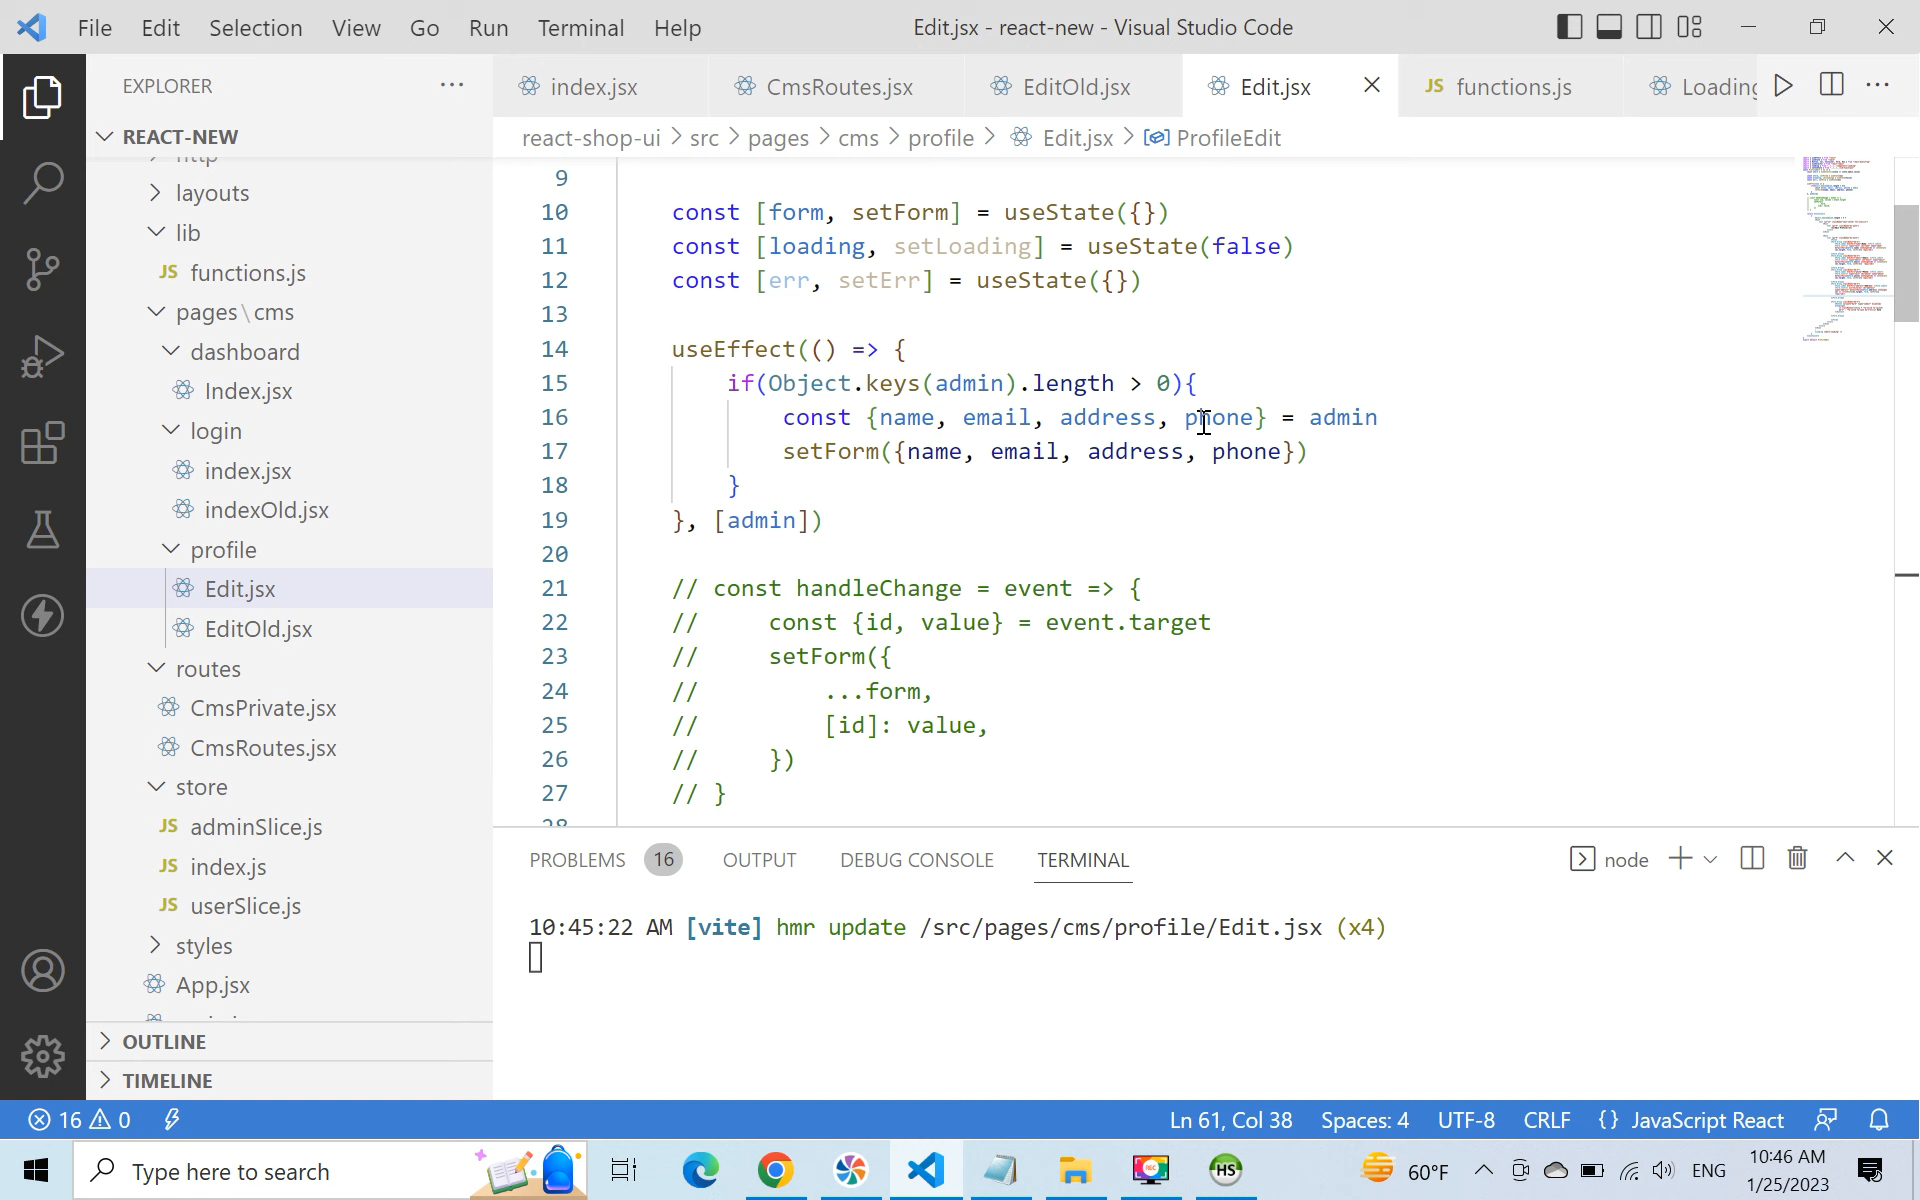 File Edit Selection View Go Run Terminal Help
Edit.jsx - react-new - Visual Studio Code
EXPLORER
index.jsx
CmsRoutes.jsx
EditOld.jsx
Edit.jsx
JS functions.js
react-shop-ui > src > pages > cms > profile > Edit.jsx > ProfileEdit
REACT-NEW
layouts
lib
JS functions.js
pages\cms
dashboard
Index.jsx
login
index.jsx
indexOld.jsx
profile
Edit.jsx
EditOld.jsx
routes
CmsPrivate.jsx
CmsRoutes.jsx
store
JS adminSlice.js
JS index.js
JS userSlice.js
styles
App.jsx
OUTLINE
TIMELINE
9
10 const [form, setForm] = useState({})
11 const [loading, setLoading] = useState(false)
12 const [err, setErr] = useState({})
13
14 useEffect(() => {
15 if(Object.keys(admin).length > 0){
16 const {name, email, address, phone} = admin
17 setForm({name, email, address, phone})
18 }
19 }, [admin])
20
21 // const handleChange = event => {
22 // const {id, value} = event.target
23 // setForm({
24 // ...form,
25 // [id]: value,
26 // })
27 // }
PROBLEMS 16 OUTPUT DEBUG CONSOLE TERMINAL
node
10:45:22 AM [vite] hmr update /src/pages/cms/profile/Edit.jsx (x4)
16 0
Ln 61, Col 38 Spaces: 4 UTF-8 CRLF {} JavaScript React
Type here to search
HS
60°F
ENG
10:46 AM
1/25/2023